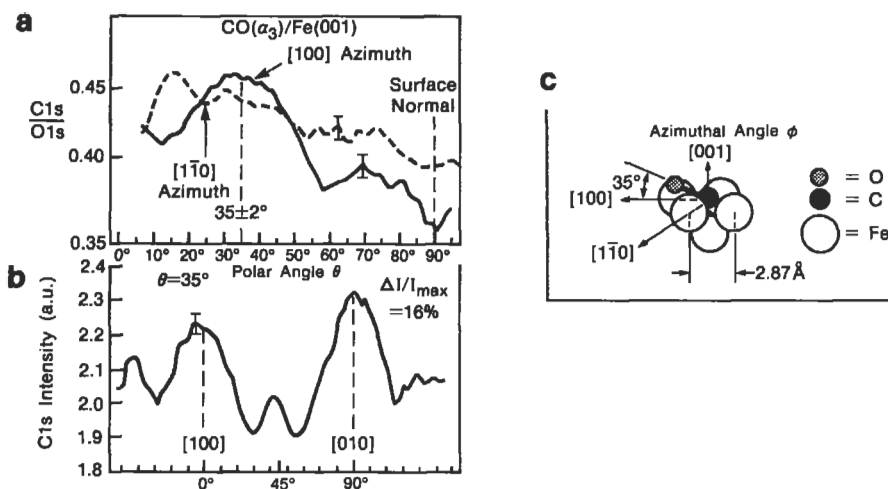 a
CO(α₃)/Fe(001)
[100] Azimuth
0.45
C1s
O1s
Surface
Normal
0.40
[11̄0]
Azimuth
35±2°
0.35
0° 10° 20° 30° 40° 50° 60° 70° 80° 90°
Polar Angle θ
b
2.4
θ=35°
ΔI/Imax
=16%
2.3
C1s Intensity (a.u.)
2.2
2.1
2.0
1.9
[100]
[010]
1.8
0° 45° 90°
c
Azimuthal Angle ϕ
[001]
35°
[100]
[11̄0]
2.87Å
= O
= C
= Fe